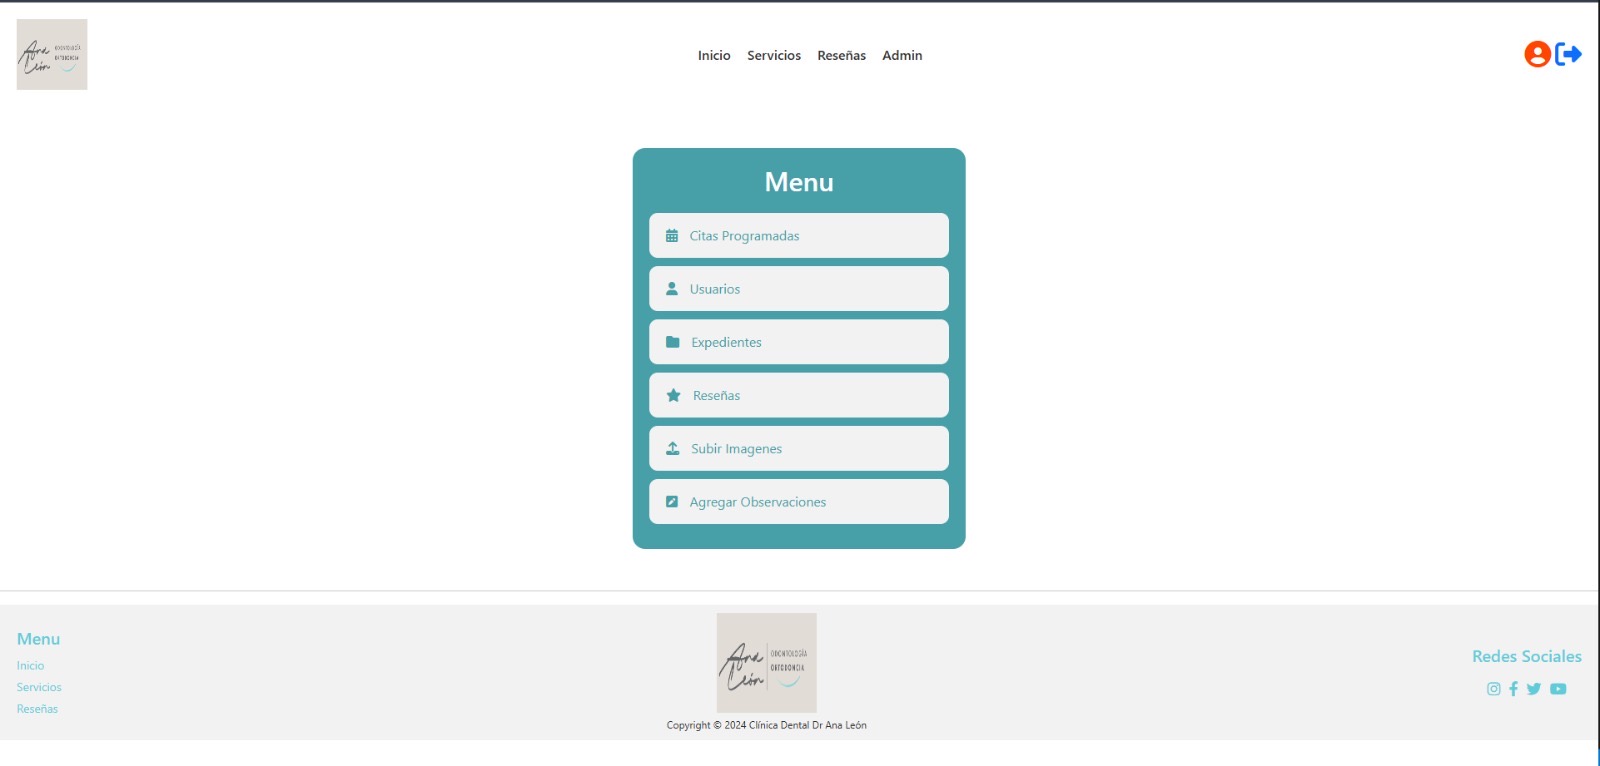 Ana León
ODONTOLOGÍA
ORTODONCIA
Inicio
Servicios
Reseñas
Admin
Menu
Citas Programadas
Usuarios
Expedientes
Reseñas
Subir Imagenes
Agregar Observaciones
Menu
Inicio
Servicios
Reseñas
Ana León
ODONTOLOGÍA
ORTODONCIA
Copyright © 2024 Clínica Dental Dr Ana León
Redes Sociales